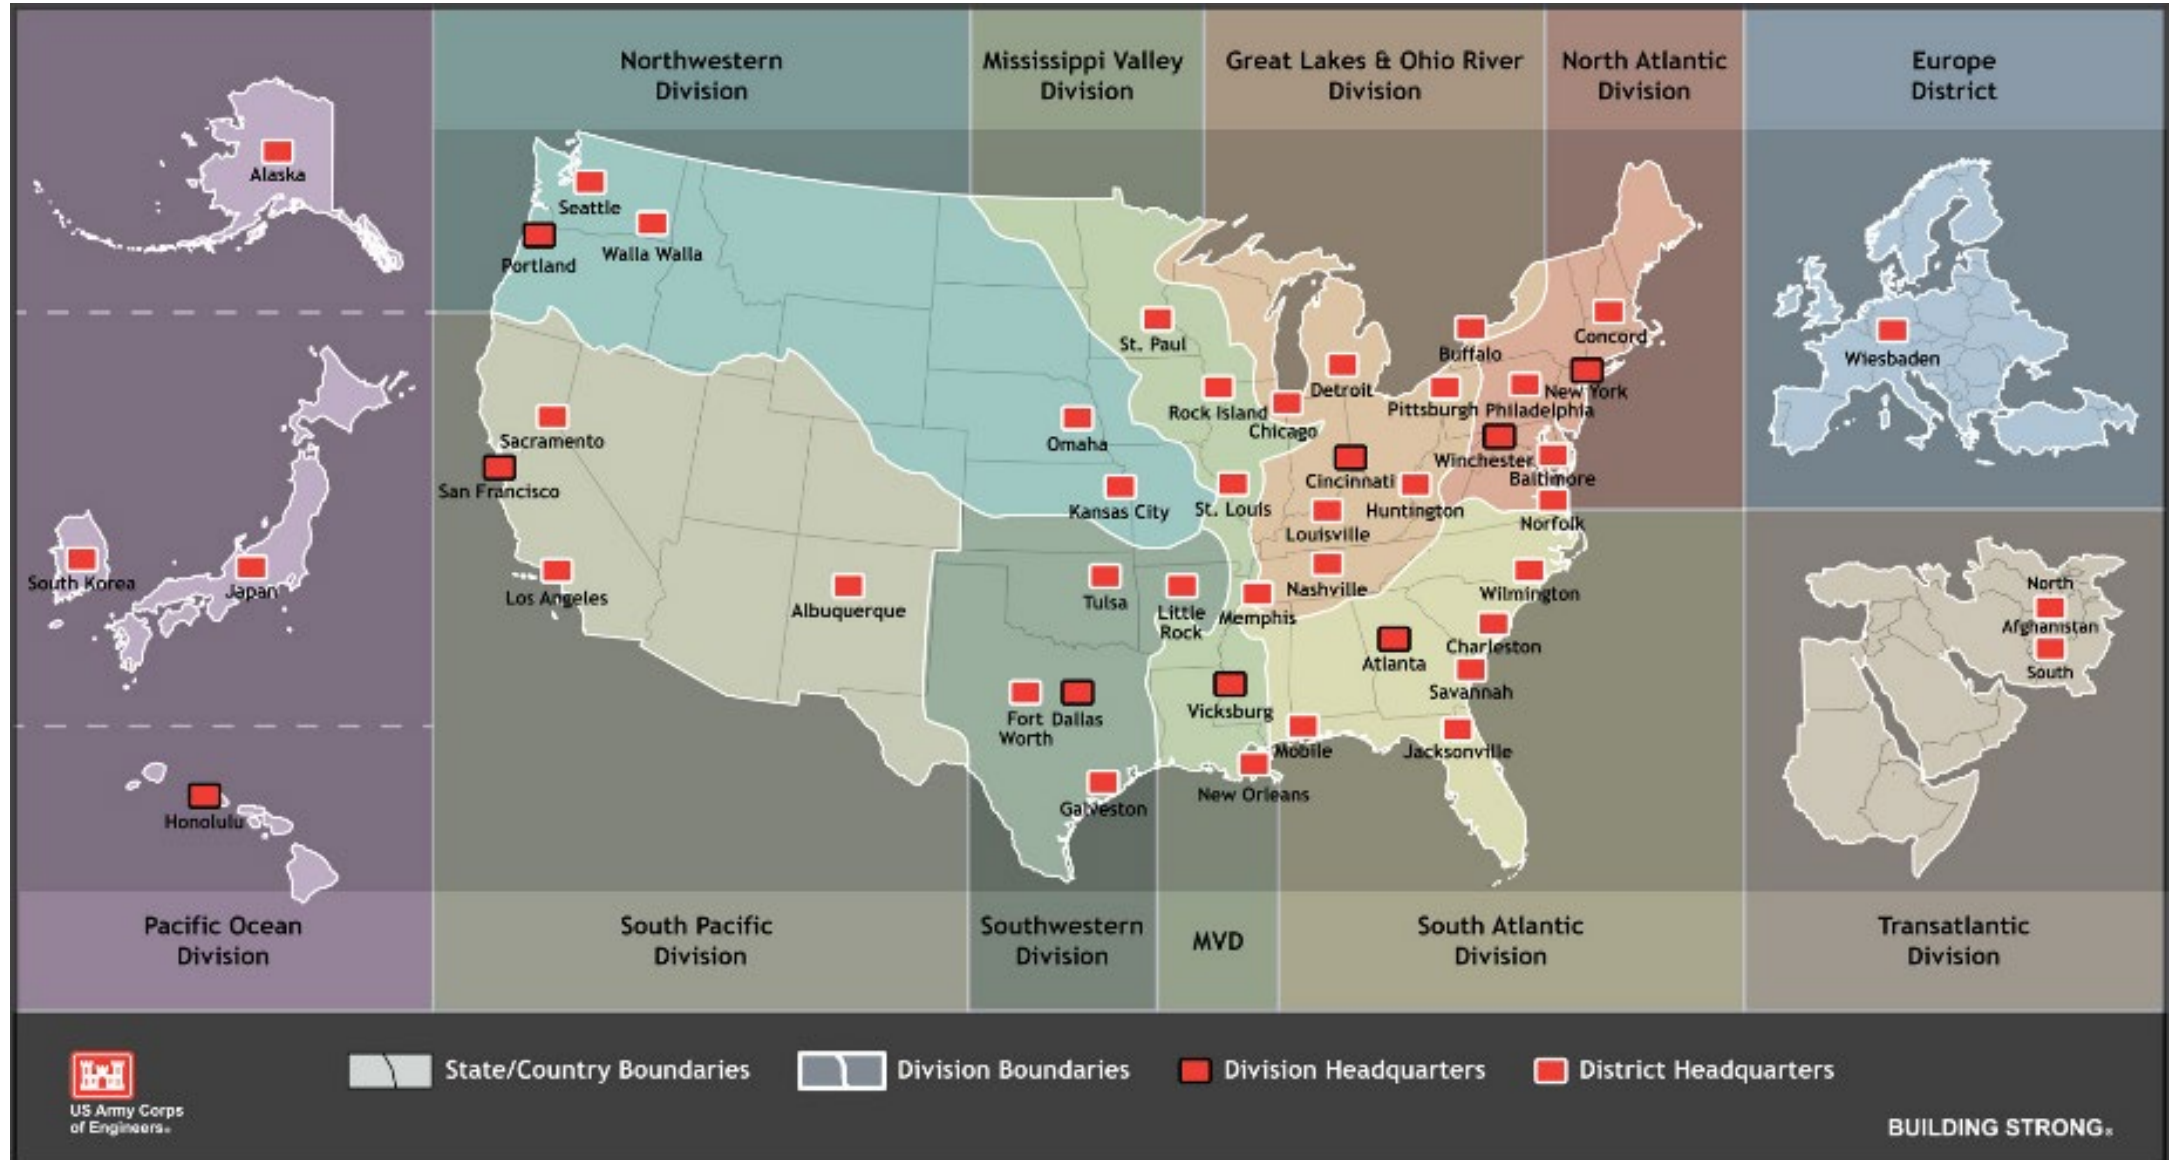 Northwestern
Division
Mississippi Valley
Division
Great Lakes & Ohio River
Division
North Atlantic
Division
Europe
District
Alaska
Seattle
Walla Walla
Portland
St. Paul
Concord
Buffalo
Wiesbaden
Detroit
New York
Rock Island
Pittsburgh
Philadelphia
Chicago
Sacramento
Omaha
Winchester
Baltimore
Cincinnati
San Francisco
Kansas City
St. Louis
Huntington
Norfolk
Louisville
South Korea
Japan
Los Angeles
Albuquerque
Tulsa
Little
Rock
Memphis
Nashville
Wilmington
North
Afghanistan
South
Charleston
Atlanta
Savannah
Fort
Worth
Dallas
Vicksburg
Mobile
Jacksonville
Galveston
New Orleans
Honolulu
Pacific Ocean
Division
South Pacific
Division
Southwestern
Division
MVD
South Atlantic
Division
Transatlantic
Division
State/Country Boundaries
Division Boundaries
Division Headquarters
District Headquarters
US Army Corps
of Engineers®
BUILDING STRONG®